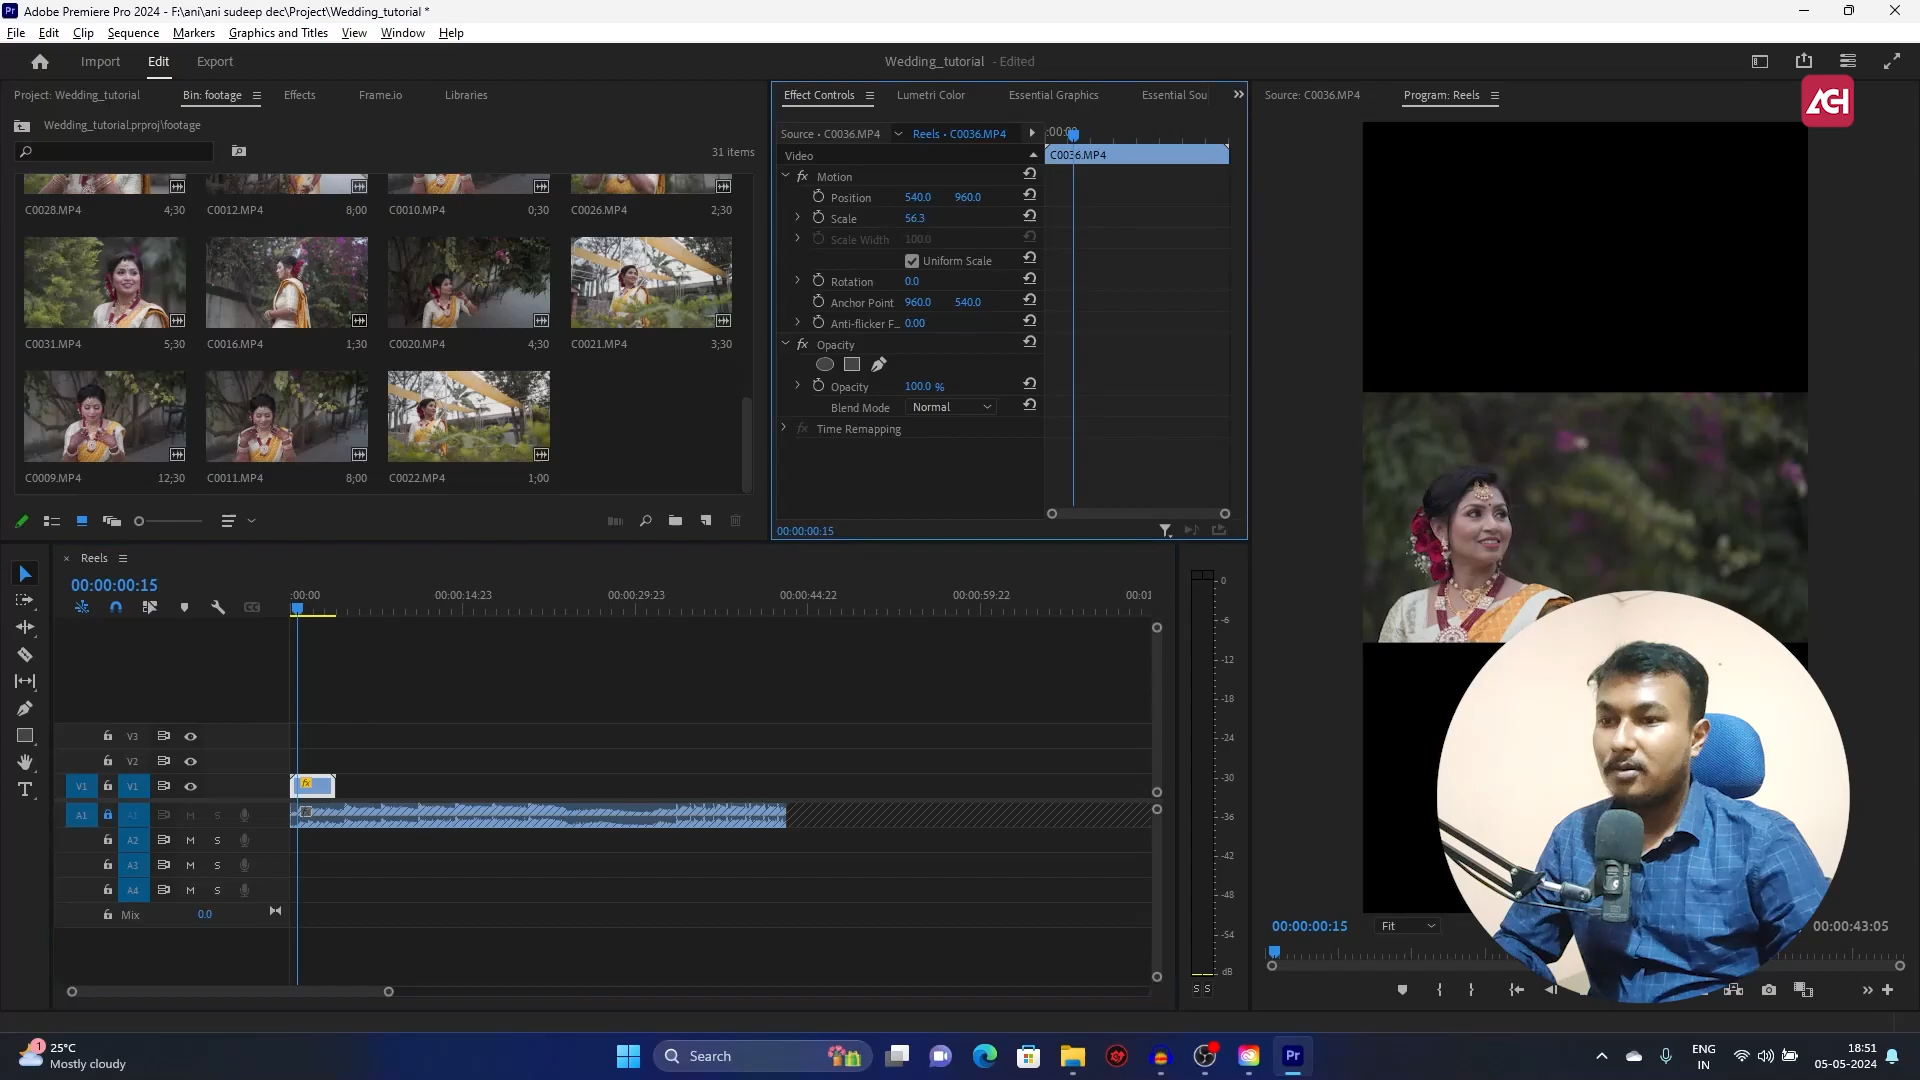 Adobe Premiere Pro 2024 - F:\ani\ani sudeep dec\Project\Wedding_tutorial *
File Edit Clip Sequence Markers Graphics and Titles View Window Help
Import Edit Export
Wedding_tutorial - Edited
ACI
Project: Wedding_tutorial Bin: footage Effects Frame.io Libraries
Wedding_tutorial.prproj\footage
31 items
C0028.MP4 4;30 C0012.MP4 8;00 C0010.MP4 0;30 C0026.MP4 2;30
C0031.MP4 5;30 C0016.MP4 1;30 C0020.MP4 4;30 C0021.MP4 3;30
C0009.MP4 12;30 C0011.MP4 8;00 C0022.MP4 1;00
Effect Controls Lumetri Color Essential Graphics Essential Sou
Source • C0036.MP4 Reels • C0036.MP4 :00:00
Video C0036.MP4
fx Motion
Position 540.0 960.0
Scale 56.3
Scale Width 100.0
Uniform Scale
Rotation 0.0
Anchor Point 960.0 540.0
Anti-flicker F... 0.00
fx Opacity
Opacity 100.0 %
Blend Mode Normal
fx Time Remapping
00:00:00:15
Source: C0036.MP4 Program: Reels
00:00:00:15 Fit 00:00:43:05
Reels
00:00:00:15
:00:00 00:00:14:23 00:00:29:23 00:00:44:22 00:00:59:22 00:01
V3
V2
V1 V1 fx
A1 A1 M S
A2 M S
A3 M S
A4 M S
Mix 0.0
0
-6
-12
-18
-24
-30
-36
-42
-48
-54
dB
S S
25°C
Mostly cloudy
1
Search
Pr
ENG
IN
18:51
05-05-2024